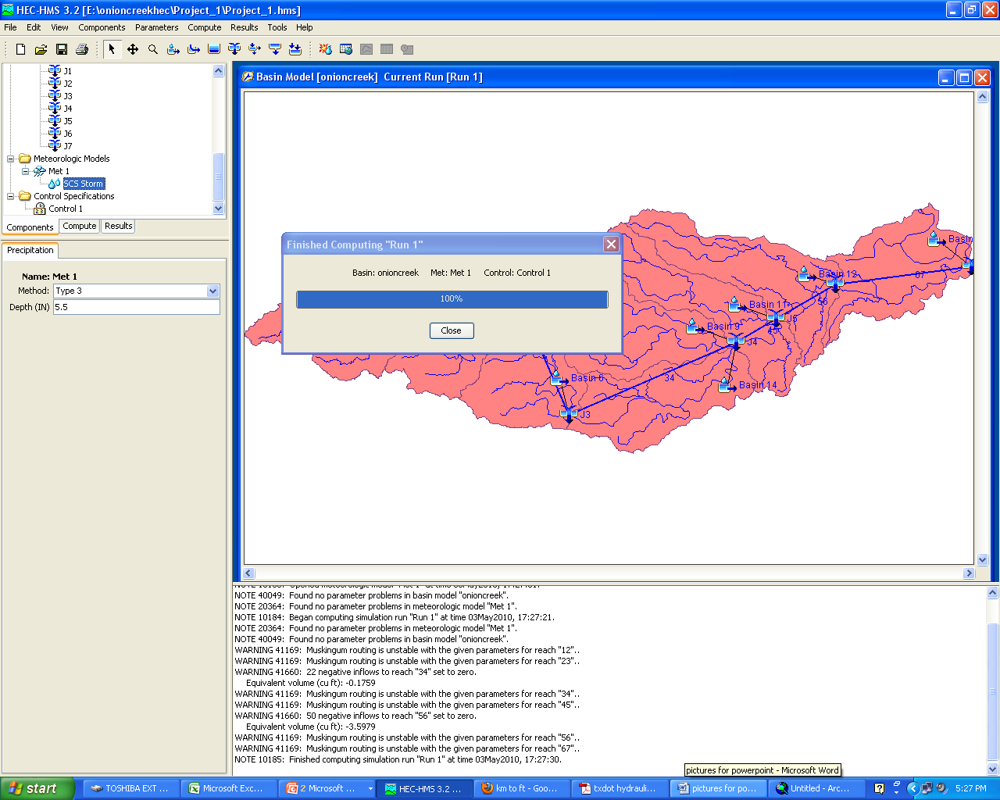 HEC-HMS 3.2 [E:\onioncreekhec\Project_1\Project_1.hms]
File Edit View Components Parameters Compute Results Tools Help
J1
J2
J3
J4
J5
J6
J7
Meteorologic Models
Met 1
SCS Storm
Control Specifications
Control 1
Components Compute Results
Precipitation
Name: Met 1
Method: Type 3
Depth (IN) 5.5
Basin Model [onioncreek] Current Run [Run 1]
Finished Computing "Run 1"
Basin: onioncreek Met: Met 1 Control: Control 1
100%
Close
Basin
67
Basin 12
56
Basin 11
J5
45
Basin 9
J4
34
Basin 6
Basin 14
J3
NOTE 40049: Found no parameter problems in basin model "onioncreek".
NOTE 20364: Found no parameter problems in meteorologic model "Met 1".
NOTE 10184: Began computing simulation run "Run 1" at time 03May2010, 17:27:21.
NOTE 20364: Found no parameter problems in meteorologic model "Met 1".
NOTE 40049: Found no parameter problems in basin model "onioncreek".
WARNING 41169: Muskingum routing is unstable with the given parameters for reach "12"..
WARNING 41169: Muskingum routing is unstable with the given parameters for reach "23"..
WARNING 41660: 22 negative inflows to reach "34" set to zero.
Equivalent volume (cu ft): -0.1759
WARNING 41169: Muskingum routing is unstable with the given parameters for reach "34"..
WARNING 41169: Muskingum routing is unstable with the given parameters for reach "45"..
WARNING 41660: 50 negative inflows to reach "56" set to zero.
Equivalent volume (cu ft): -3.5979
WARNING 41169: Muskingum routing is unstable with the given parameters for reach "56"..
WARNING 41169: Muskingum routing is unstable with the given parameters for reach "67"..
NOTE 10185: Finished computing simulation run "Run 1" at time 03May2010, 17:27:30.
pictures for powerpoint - Microsoft Word
start TOSHIBA EXT ... Microsoft Exc... 2 Microsoft ... HEC-HMS 3.2 ... km to ft - Goo... txdot hydrauli... pictures for po... Untitled - Arc... 5:27 PM